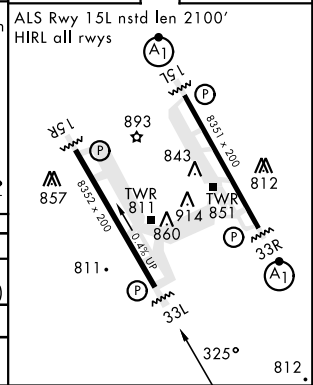 ALS Rwy 15L nstd len 2100'
HIRL all rwys
A1
15L
P
893
15R
P
8351 x 200
843
812
857
TWR
811
TWR
851
914
860
8352 x 200
0.4% UP
P
33R
A1
811
P
33L
325°
812